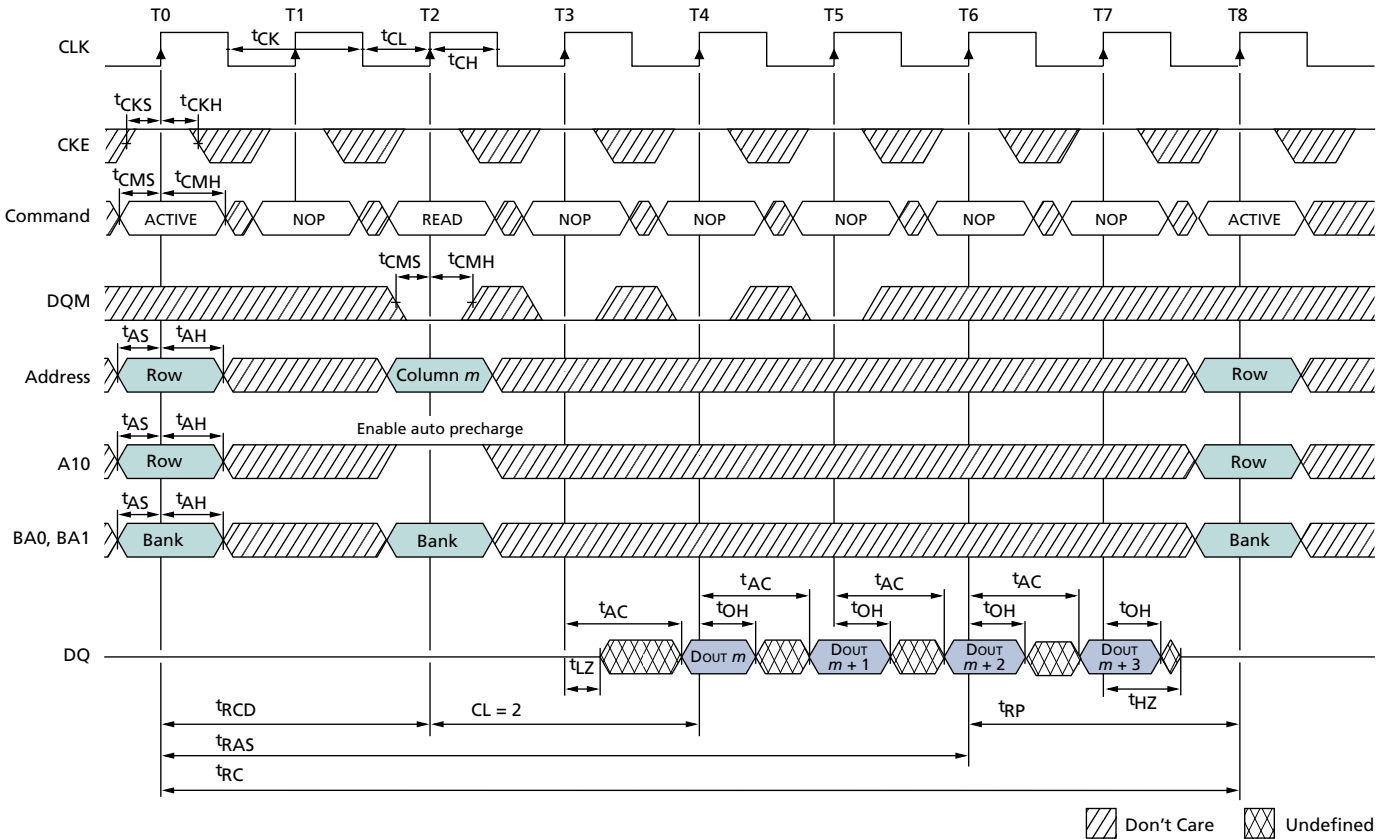 T0 T1 T2 T3 T4 T5 T6 T7 T8
CLK
tCK tCL
tCH
tCKS tCKH
CKE
tCMS tCMH
Command ACTIVE NOP READ NOP NOP NOP NOP NOP ACTIVE
tCMS tCMH
DQM
tAS tAH
Address Row Column m Row
tAS tAH Enable auto precharge
A10 Row Row
tAS tAH
BA0, BA1 Bank Bank Bank
tAC tAC tAC
tAC tOH tOH tOH tOH
DQ DOUT m DOUT m + 1 DOUT m + 2 DOUT m + 3
tLZ tHZ
tRCD CL = 2 tRP
tRAS
tRC
Don't Care Undefined